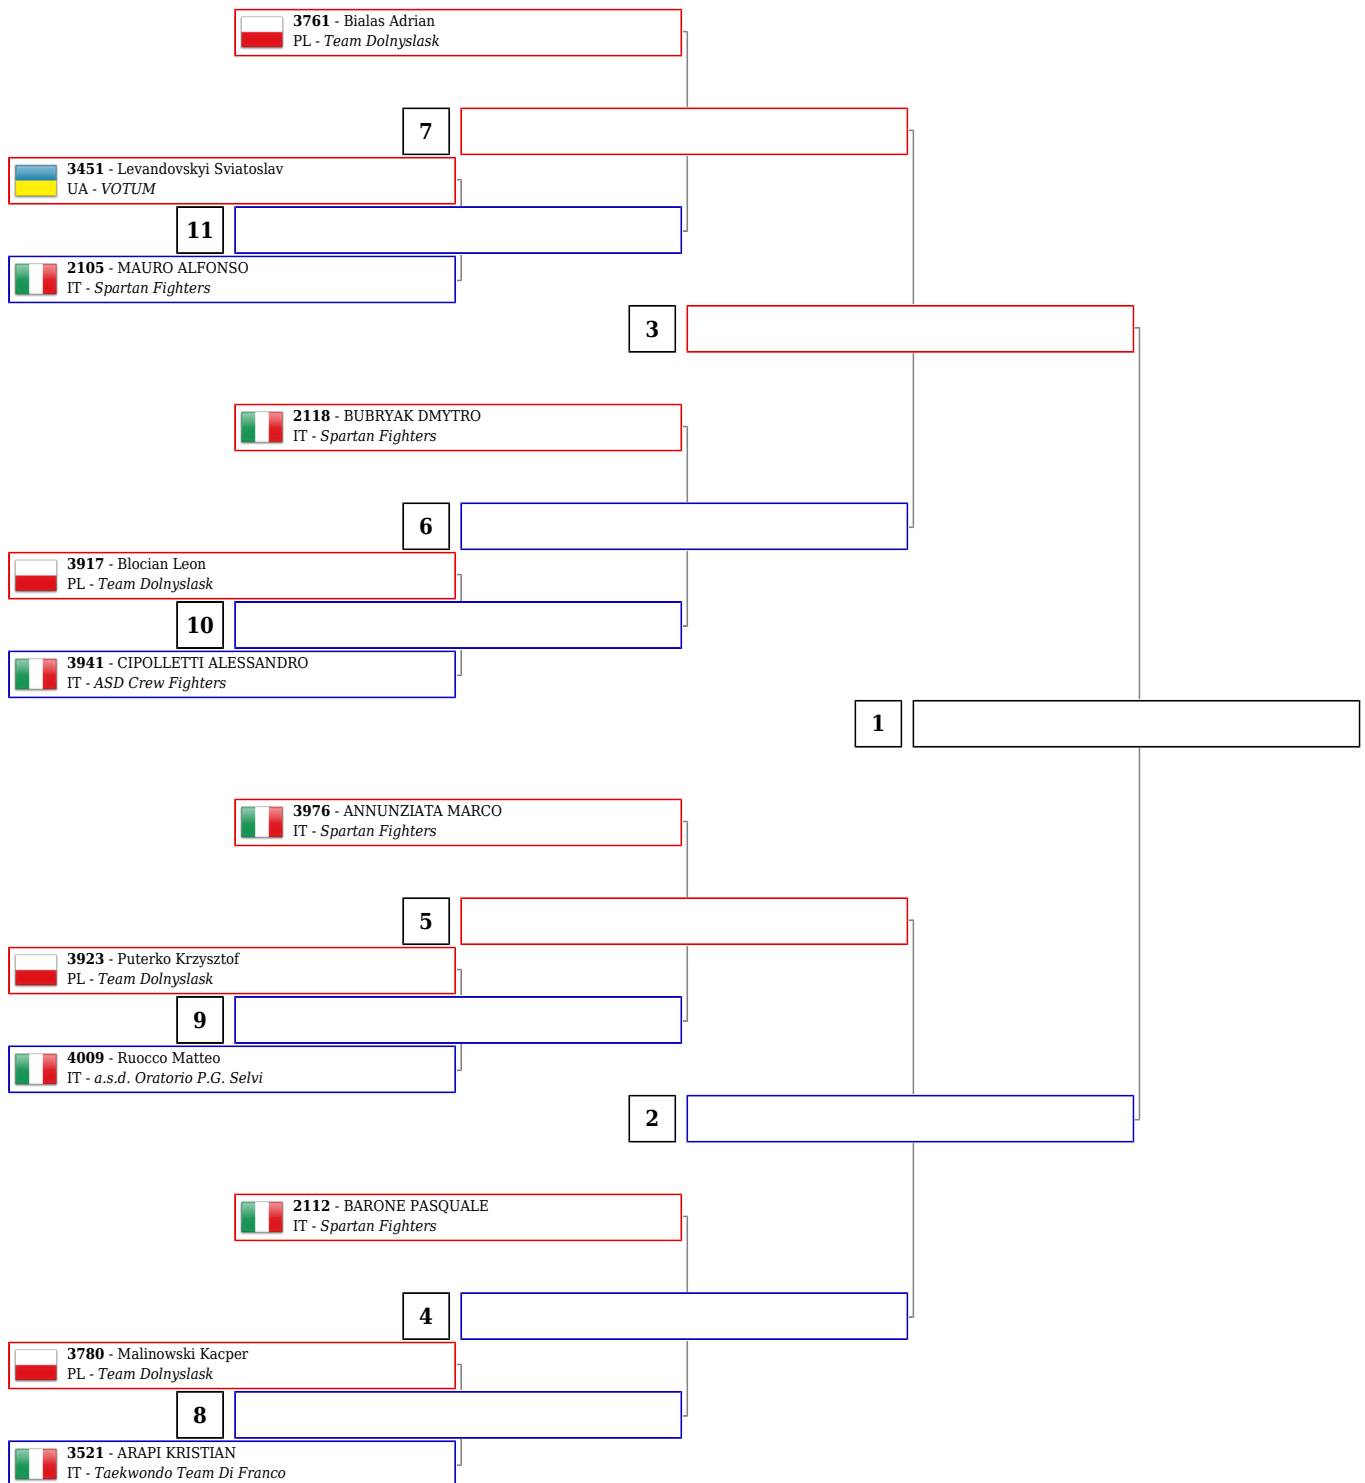 3761 - Bialas Adrian
PL - Team Dolnyslask
7
3451 - Levandovskyi Sviatoslav
UA - VOTUM
11
2105 - MAURO ALFONSO
IT - Spartan Fighters
3
2118 - BUBRYAK DMYTRO
IT - Spartan Fighters
6
3917 - Blocian Leon
PL - Team Dolnyslask
10
3941 - CIPOLLETTI ALESSANDRO
IT - ASD Crew Fighters
1
3976 - ANNUNZIATA MARCO
IT - Spartan Fighters
5
3923 - Puterko Krzysztof
PL - Team Dolnyslask
9
4009 - Ruocco Matteo
IT - a.s.d. Oratorio P.G. Selvi
2
2112 - BARONE PASQUALE
IT - Spartan Fighters
4
3780 - Malinowski Kacper
PL - Team Dolnyslask
8
3521 - ARAPI KRISTIAN
IT - Taekwondo Team Di Franco